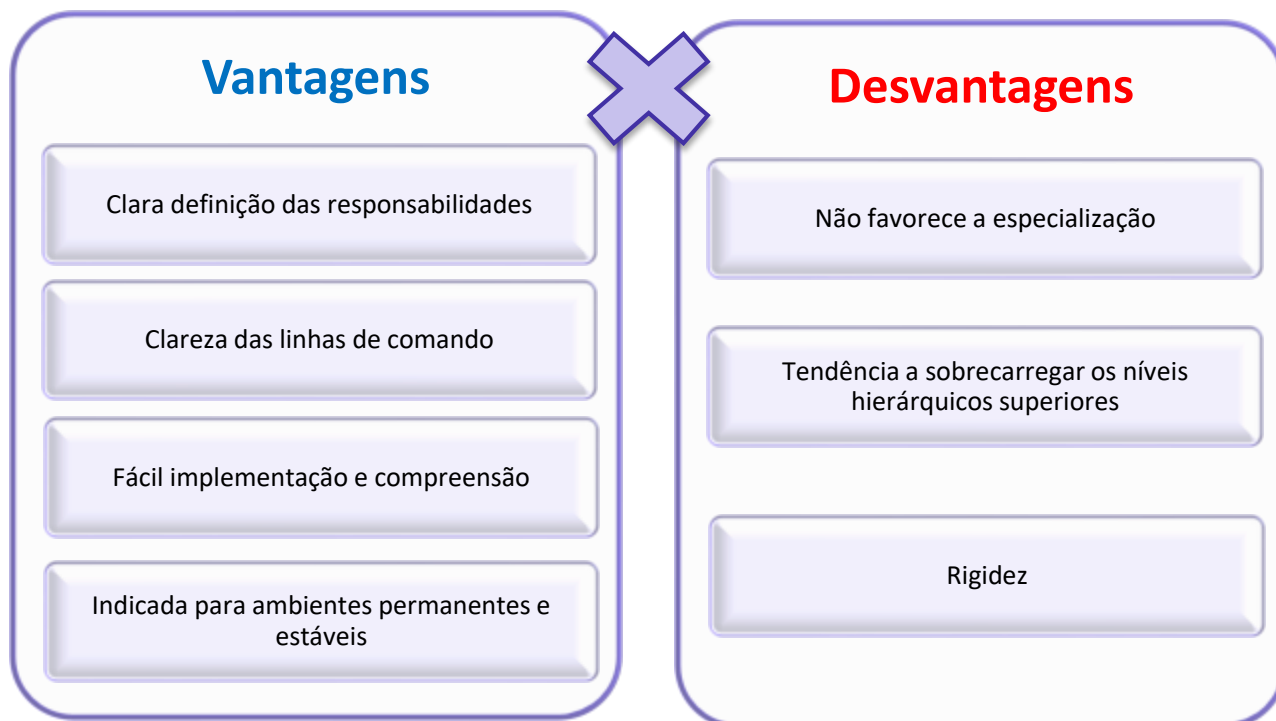 Vantagens
Clara definição das responsabilidades
Clareza das linhas de comando
Fácil implementação e compreensão
Indicada para ambientes permanentes e
estáveis
Desvantagens
Não favorece a especialização
Tendência a sobrecarregar os níveis
hierárquicos superiores
Rigidez